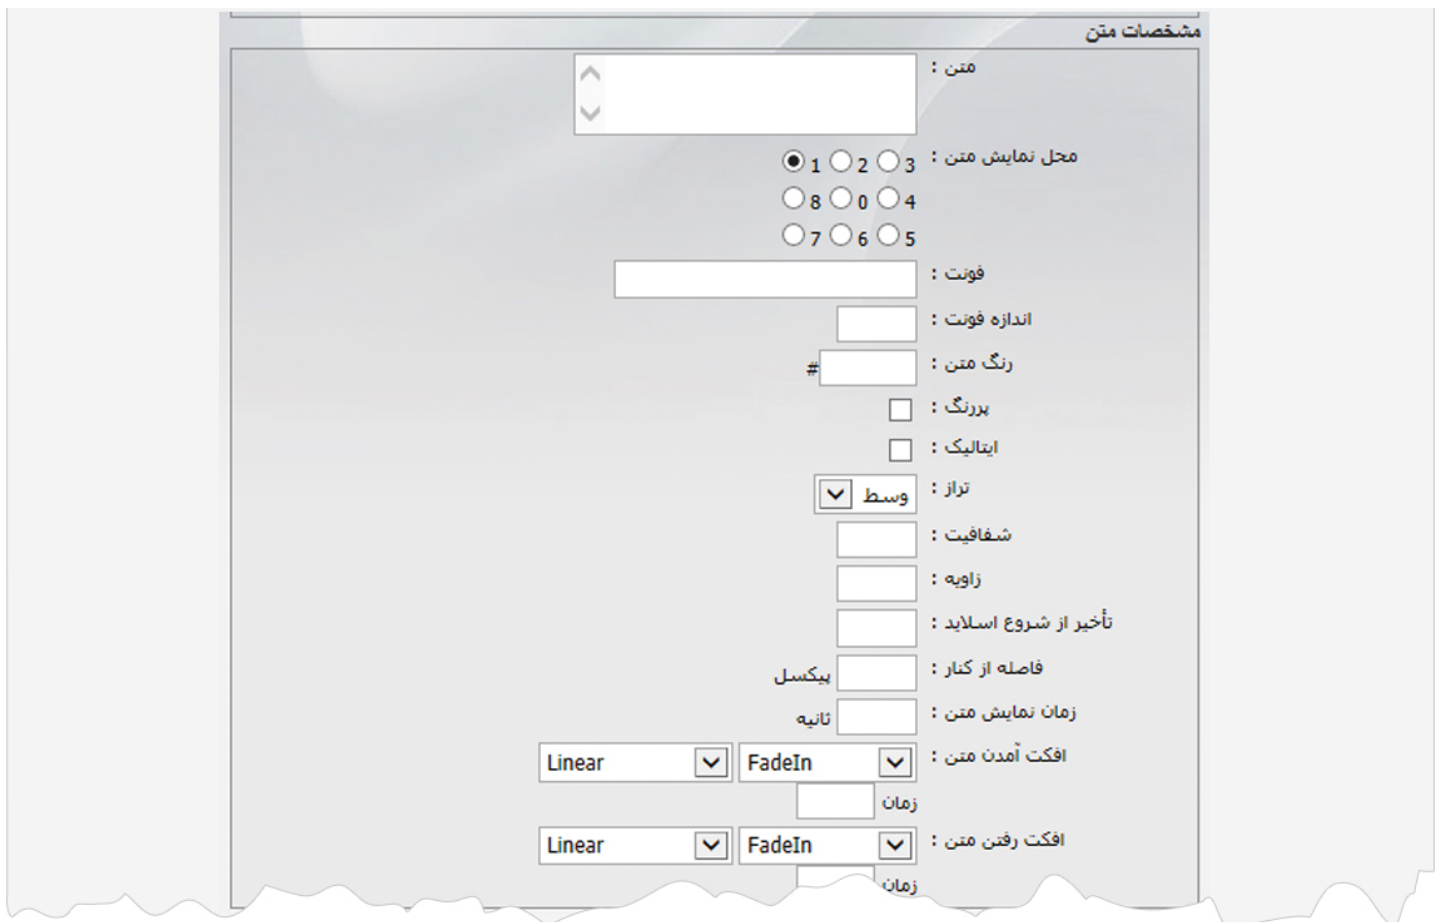 مشخصات متن
متن :
محل نمایش متن : 3 2 1
4 0 8
5 6 7
فونت :
اندازه فونت :
رنگ متن : #
پررنگ :
ایتالیک :
تراز : وسط
شفافیت :
زاویه :
تأخیر از شروع اسلاید :
فاصله از کنار : پیکسل
زمان نمایش متن : ثانیه
افکت آمدن متن : FadeIn Linear
زمان
افکت رفتن متن : FadeIn Linear
زمان